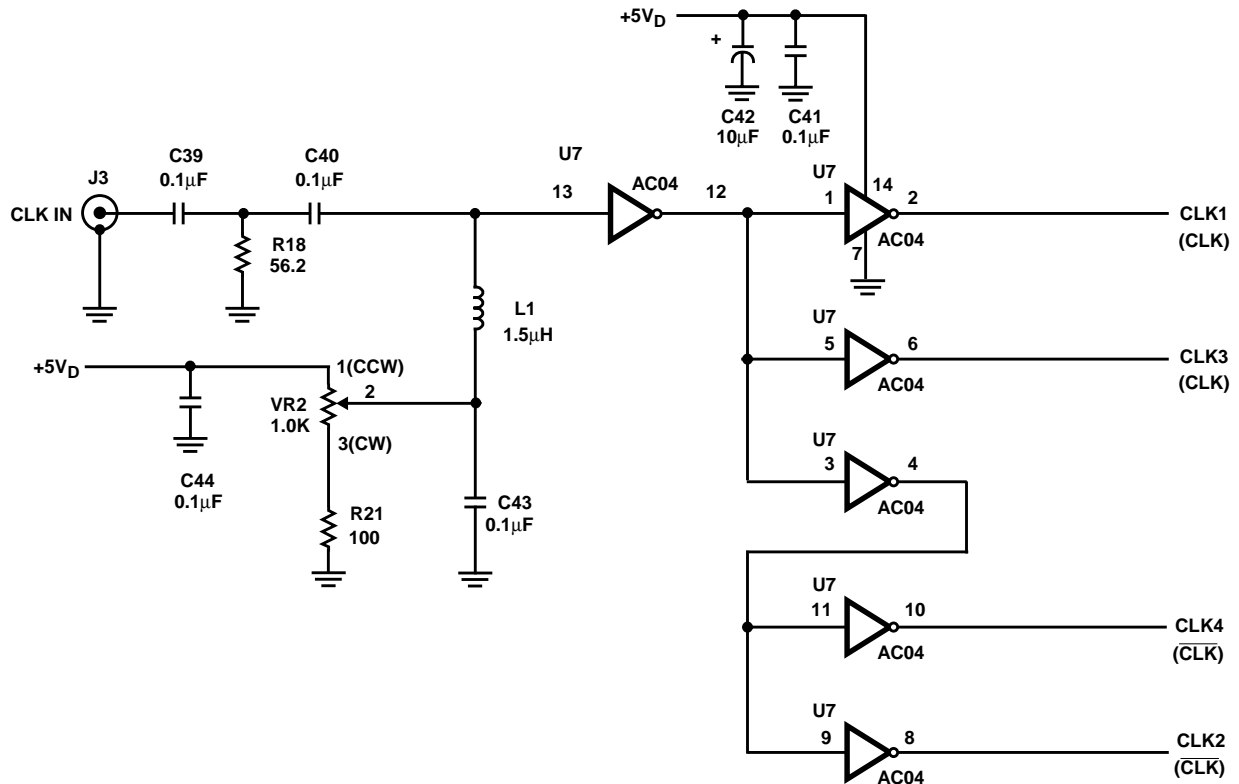 +5VD
+
C42
10µF
C41
0.1µF
C39
0.1µF
C40
0.1µF
U7
U7
J3
13
AC04
12
1
14
2
CLK IN
CLK1
(CLK)
AC04
7
R18
56.2
L1
1.5µH
U7
5
6
CLK3
(CLK)
AC04
+5VD
1(CCW)
2
VR2
1.0K
3(CW)
U7
3
4
AC04
C44
0.1µF
C43
0.1µF
R21
100
U7
11
10
CLK4
(C̅L̅K̅)
AC04
U7
9
8
CLK2
(C̅L̅K̅)
AC04